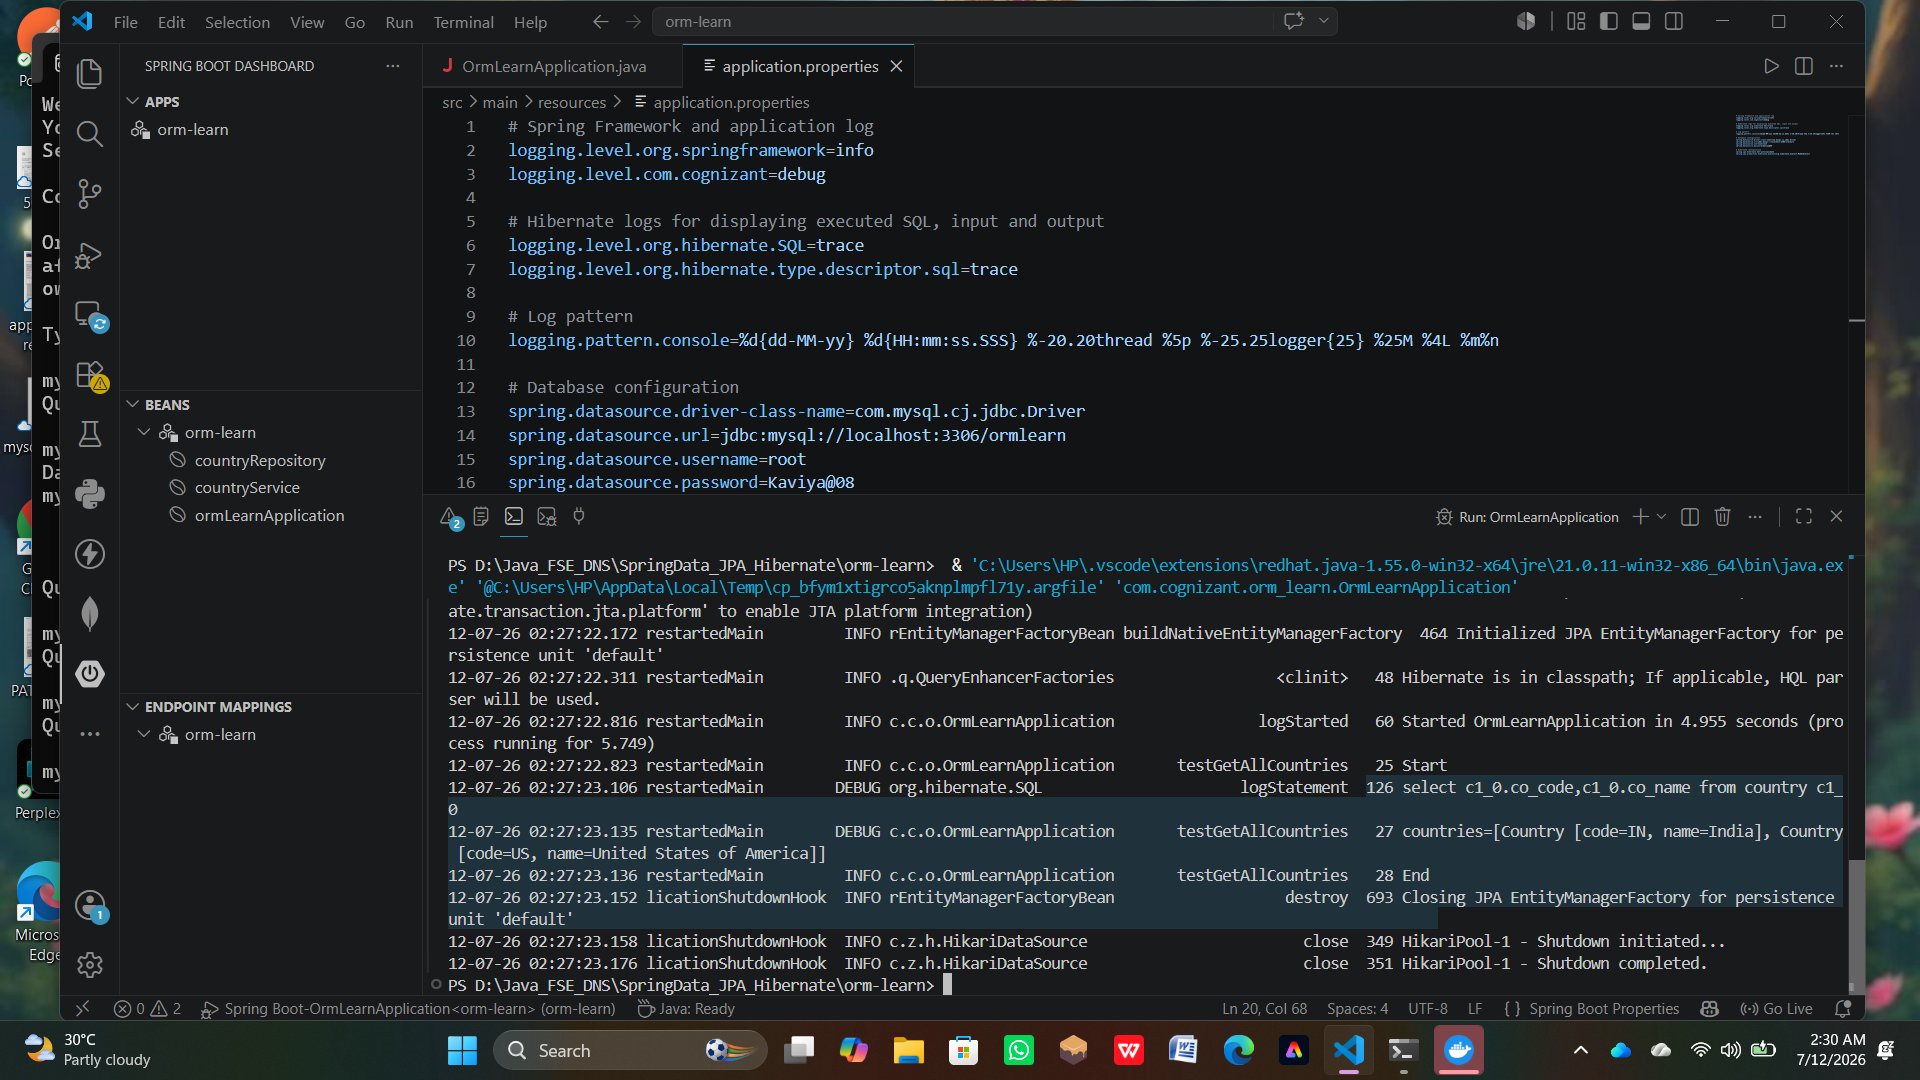 File Edit Selection View Go Run Terminal Help
orm-learn
SPRING BOOT DASHBOARD
APPS
orm-learn
BEANS
orm-learn
countryRepository
countryService
ormLearnApplication
ENDPOINT MAPPINGS
orm-learn
OrmLearnApplication.java
application.properties
src > main > resources > application.properties
1 # Spring Framework and application log
2 logging.level.org.springframework=info
3 logging.level.com.cognizant=debug
4
5 # Hibernate logs for displaying executed SQL, input and output
6 logging.level.org.hibernate.SQL=trace
7 logging.level.org.hibernate.type.descriptor.sql=trace
8
9 # Log pattern
10 logging.pattern.console=%d{dd-MM-yy} %d{HH:mm:ss.SSS} %-20.20thread %5p %-25.25logger{25} %25M %4L %m%n
11
12 # Database configuration
13 spring.datasource.driver-class-name=com.mysql.cj.jdbc.Driver
14 spring.datasource.url=jdbc:mysql://localhost:3306/ormlearn
15 spring.datasource.username=root
16 spring.datasource.password=Kaviya@08
2
Run: OrmLearnApplication
PS D:\Java_FSE_DNS\SpringData_JPA_Hibernate\orm-learn> & 'C:\Users\HP\.vscode\extensions\redhat.java-1.55.0-win32-x64\jre\21.0.11-win32-x86_64\bin\java.ex
e' '@C:\Users\HP\AppData\Local\Temp\cp_bfym1xtigrco5aknplmpfl71y.argfile' 'com.cognizant.orm_learn.OrmLearnApplication'
ate.transaction.jta.platform' to enable JTA platform integration)
12-07-26 02:27:22.172 restartedMain INFO rEntityManagerFactoryBean buildNativeEntityManagerFactory 464 Initialized JPA EntityManagerFactory for pe
rsistence unit 'default'
12-07-26 02:27:22.311 restartedMain INFO .q.QueryEnhancerFactories <clinit> 48 Hibernate is in classpath; If applicable, HQL par
ser will be used.
12-07-26 02:27:22.816 restartedMain INFO c.c.o.OrmLearnApplication logStarted 60 Started OrmLearnApplication in 4.955 seconds (pro
cess running for 5.749)
12-07-26 02:27:22.823 restartedMain INFO c.c.o.OrmLearnApplication testGetAllCountries 25 Start
12-07-26 02:27:23.106 restartedMain DEBUG org.hibernate.SQL logStatement 126 select c1_0.co_code,c1_0.co_name from country c1_
0
12-07-26 02:27:23.135 restartedMain DEBUG c.c.o.OrmLearnApplication testGetAllCountries 27 countries=[Country [code=IN, name=India], Country
[code=US, name=United States of America]]
12-07-26 02:27:23.136 restartedMain INFO c.c.o.OrmLearnApplication testGetAllCountries 28 End
12-07-26 02:27:23.152 licationShutdownHook INFO rEntityManagerFactoryBean destroy 693 Closing JPA EntityManagerFactory for persistence
unit 'default'
12-07-26 02:27:23.158 licationShutdownHook INFO c.z.h.HikariDataSource close 349 HikariPool-1 - Shutdown initiated...
12-07-26 02:27:23.176 licationShutdownHook INFO c.z.h.HikariDataSource close 351 HikariPool-1 - Shutdown completed.
PS D:\Java_FSE_DNS\SpringData_JPA_Hibernate\orm-learn>
1
0 2 Spring Boot-OrmLearnApplication<orm-learn> (orm-learn) Java: Ready Ln 20, Col 68 Spaces: 4 UTF-8 LF { } Spring Boot Properties Go Live
Perplex
Micros
Edge
30°C
Partly cloudy
Search
2:30 AM
7/12/2026